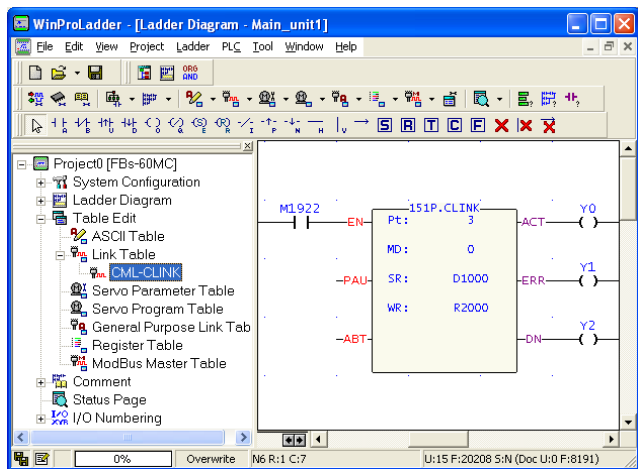 WinProLadder - [Ladder Diagram - Main_unit1]
File Edit View Project Ladder PLC Tool Window Help
ORG
AND
A B U D P N S R T C F
Project0 [FBs-60MC]
System Configuration
Ladder Diagram
Table Edit
ASCII Table
Link Table
CML-CLINK
Servo Parameter Table
Servo Program Table
General Purpose Link Tab
Register Table
ModBus Master Table
Comment
Status Page
I/O Numbering
M1922
151P.CLINK
Y0
EN
Pt: 3
ACT
MD: 0
Y1
PAU
SR: D1000
ERR
WR: R2000
Y2
ABT
DN
0% Overwrite N6 R:1 C:7 U:15 F:20208 S:N (Doc U:0 F:8191)